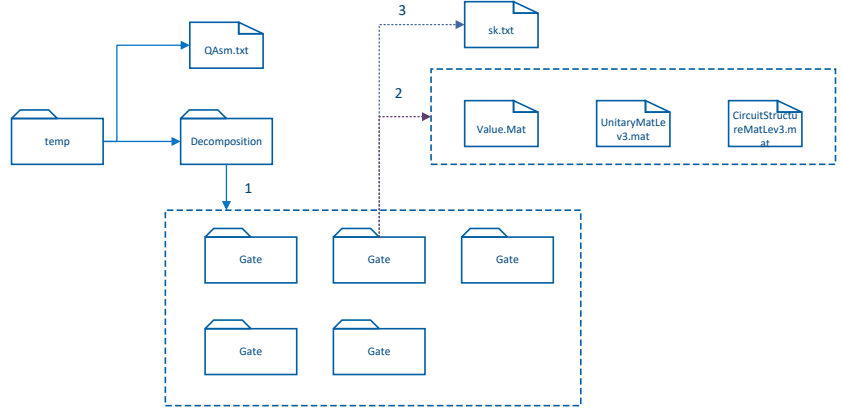 3
sk.txt
QAsm.txt
2
Value.Mat
UnitaryMatLe
v3.mat
CircuitStructu
reMatLev3.m
at
temp
Decomposition
1
Gate
Gate
Gate
Gate
Gate